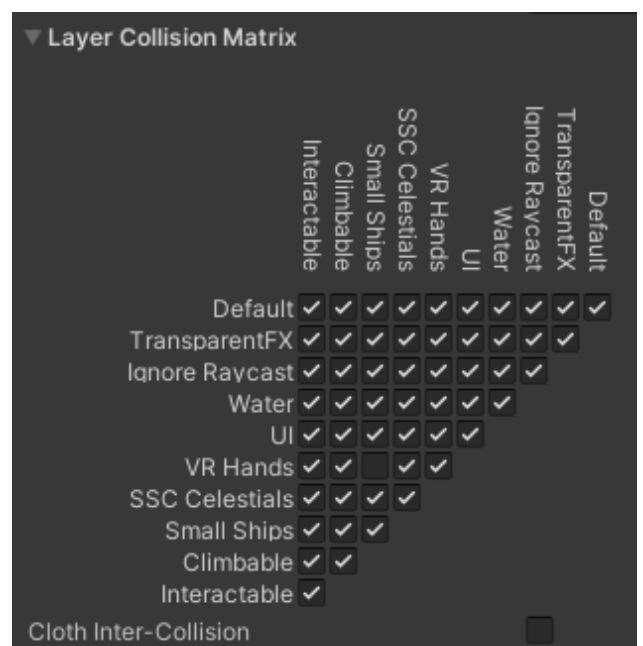 Layer Collision Matrix
Interactable
Climbable
Small Ships
SSC Celestials
VR Hands
UI
Water
Ignore Raycast
TransparentFX
Default
Default
TransparentFX
Ignore Raycast
Water
UI
VR Hands
SSC Celestials
Small Ships
Climbable
Interactable
Cloth Inter-Collision